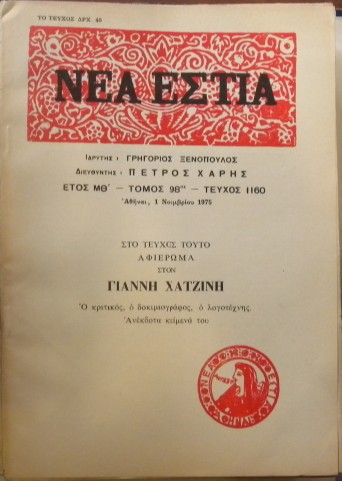 ΤΟ ΤΕΥΧΟΣ ΔΡΧ 40
ΝΕΑ ΕΣΤΙΑ
ΙΔΡΥΤΗΣ : ΓΡΗΓΟΡΙΟΣ ΞΕΝΟΠΟΥΛΟΣ
ΔΙΕΥΘΥΝΤΗΣ : ΠΕΤΡΟΣ ΧΑΡΗΣ
ΕΤΟΣ ΜΘ΄ — ΤΟΜΟΣ 98ος — ΤΕΥΧΟΣ 1160
Ἀθῆναι, 1 Νοεμβρίου 1975
ΣΤΟ ΤΕΥΧΟΣ ΤΟΥΤΟ
ΑΦΙΕΡΩΜΑ
ΣΤΟΝ
ΓΙΑΝΝΗ ΧΑΤΖΙΝΗ
Ὁ κριτικός, ὁ δοκιμιογράφος, ὁ λογοτέχνης.
Ἀνέκδοτα κείμενά του